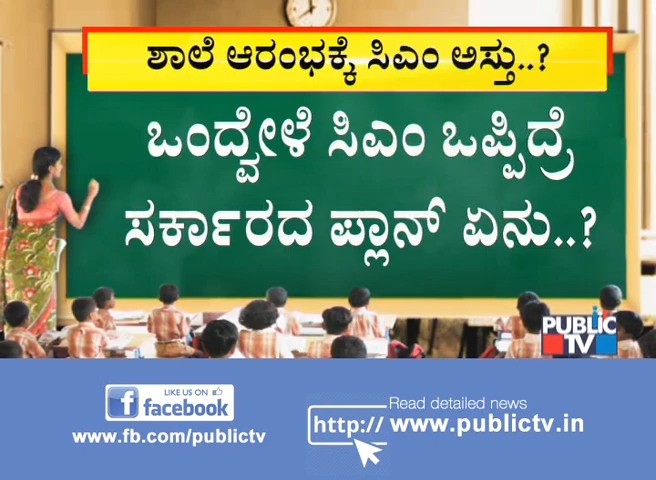 ಶಾಲೆ ಆರಂಭಕ್ಕೆ ಸಿಎಂ ಅಸ್ತು..?
ಒಂದ್ವೇಳೆ ಸಿಎಂ ಒಪ್ಪಿದ್ರೆ
ಸರ್ಕಾರದ ಪ್ಲಾನ್ ಏನು..?
PUBLIC
TV
LIKE US ON
facebook
www.fb.com/publictv
Read detailed news
http:// www.publictv.in